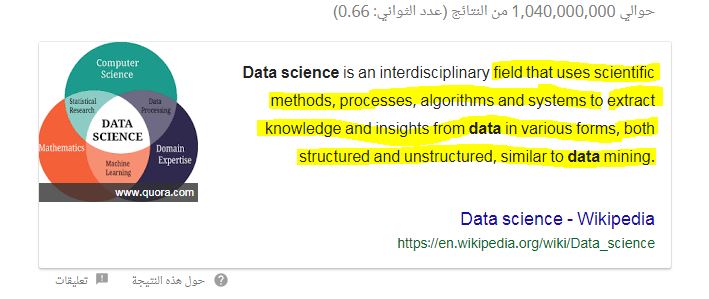 حوالي 1,040,000,000 من النتائج (عدد الثواني: 0.66)
Computer
Science
Statistical
Research
Data
Processing
DATA
SCIENCE
Mathematics
Domain
Expertise
Machine
Learning
www.quora.com
Data science is an interdisciplinary field that uses scientific
methods, processes, algorithms and systems to extract
knowledge and insights from data in various forms, both
structured and unstructured, similar to data mining.
Data science - Wikipedia
https://en.wikipedia.org/wiki/Data_science
حول هذه النتيجة
تعليقات